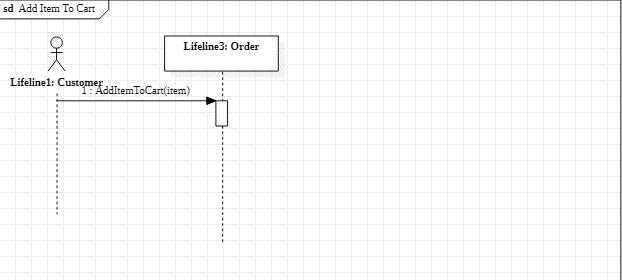 sd Add Item To Cart
Lifeline3: Order
Lifeline1: Customer
1 : AddItemToCart(item)